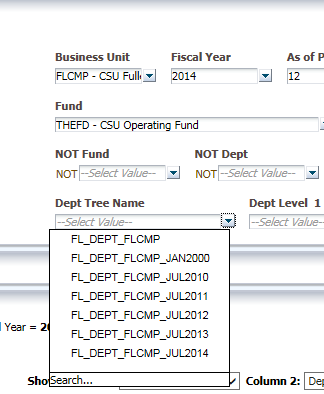 Business Unit Fiscal Year As of P
FLCMP - CSU Full 2014 12
Fund
THEFD - CSU Operating Fund
NOT Fund NOT Dept
NOT --Select Value-- NOT --Select Value--
Dept Tree Name Dept Level 1
--Select Value-- --Select
FL_DEPT_FLCMP
FL_DEPT_FLCMP_JAN2000
FL_DEPT_FLCMP_JUL2010
FL_DEPT_FLCMP_JUL2011
FL_DEPT_FLCMP_JUL2012
Year = 20
FL_DEPT_FLCMP_JUL2013
FL_DEPT_FLCMP_JUL2014
Sho Search... Column 2: De